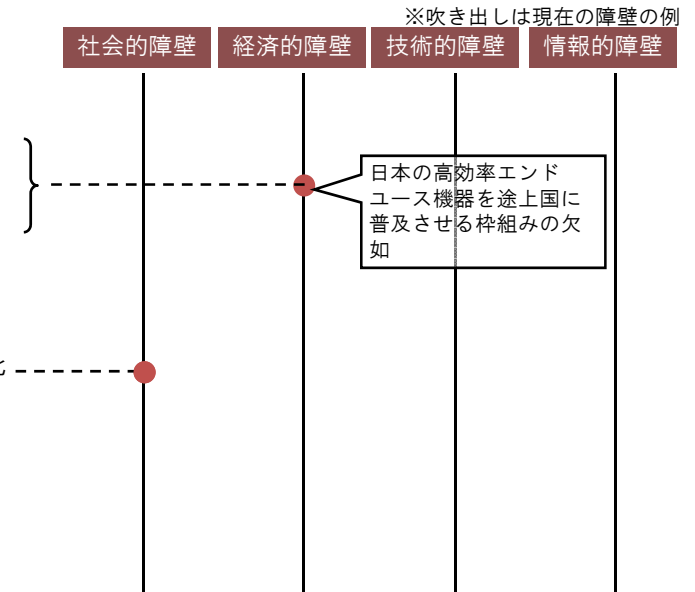 ※吹き出しは現在の障壁の例
社会的障壁 経済的障壁 技術的障壁 情報的障壁
日本の高効率エンド
ユース機器を途上国に
普及させる枠組みの欠
如